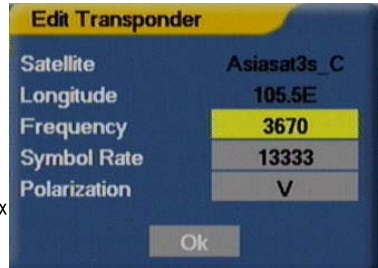 Edit Transponder
Satellite Asiasat3s_C
Longitude 105.5E
Frequency 3670
Symbol Rate 13333
Polarization V
x
Ok